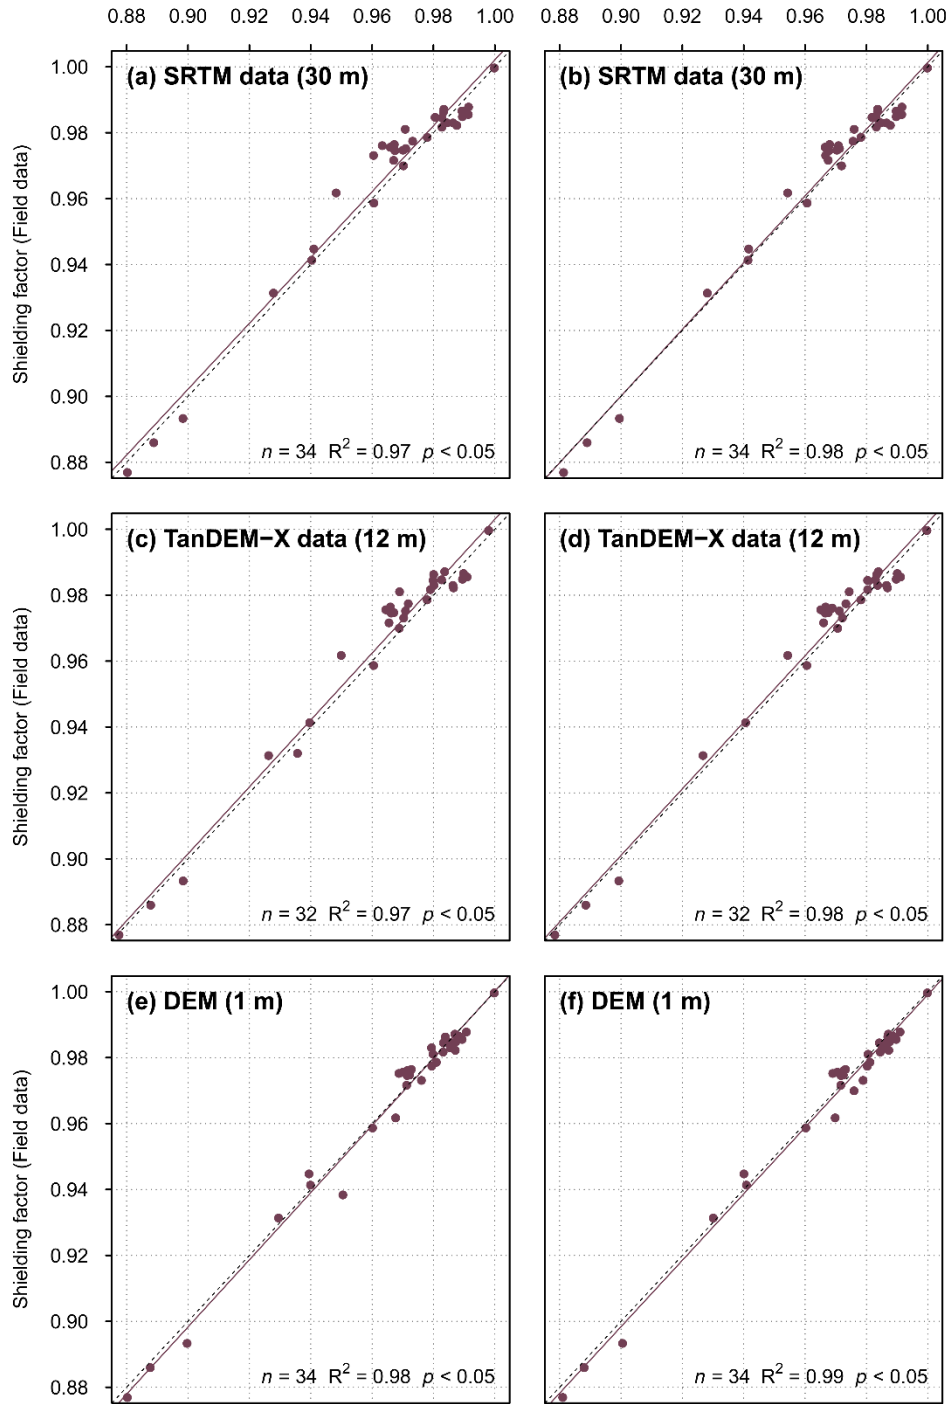 0.88 0.90 0.92 0.94 0.96 0.98 1.00
0.88 0.90 0.92 0.94 0.96 0.98 1.00
(a) SRTM data (30 m)
1.00
0.98
0.96
0.94
0.92
0.90
0.88
Shielding factor (Field data)
n = 34 R2 = 0.97 p < 0.05
(b) SRTM data (30 m)
n = 34 R2 = 0.98 p < 0.05
(c) TanDEM−X data (12 m)
1.00
0.98
0.96
0.94
0.92
0.90
0.88
Shielding factor (Field data)
n = 32 R2 = 0.97 p < 0.05
(d) TanDEM−X data (12 m)
n = 32 R2 = 0.98 p < 0.05
(e) DEM (1 m)
1.00
0.98
0.96
0.94
0.92
0.90
0.88
Shielding factor (Field data)
n = 34 R2 = 0.98 p < 0.05
(f) DEM (1 m)
n = 34 R2 = 0.99 p < 0.05